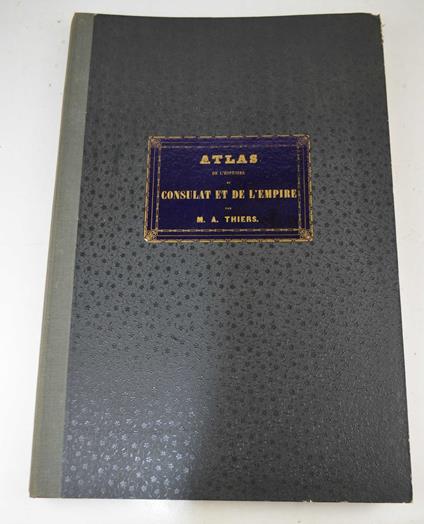 ATLAS
DE L'HISTOIRE
DU
CONSULAT ET DE L'EMPIRE
PAR
M. A. THIERS.